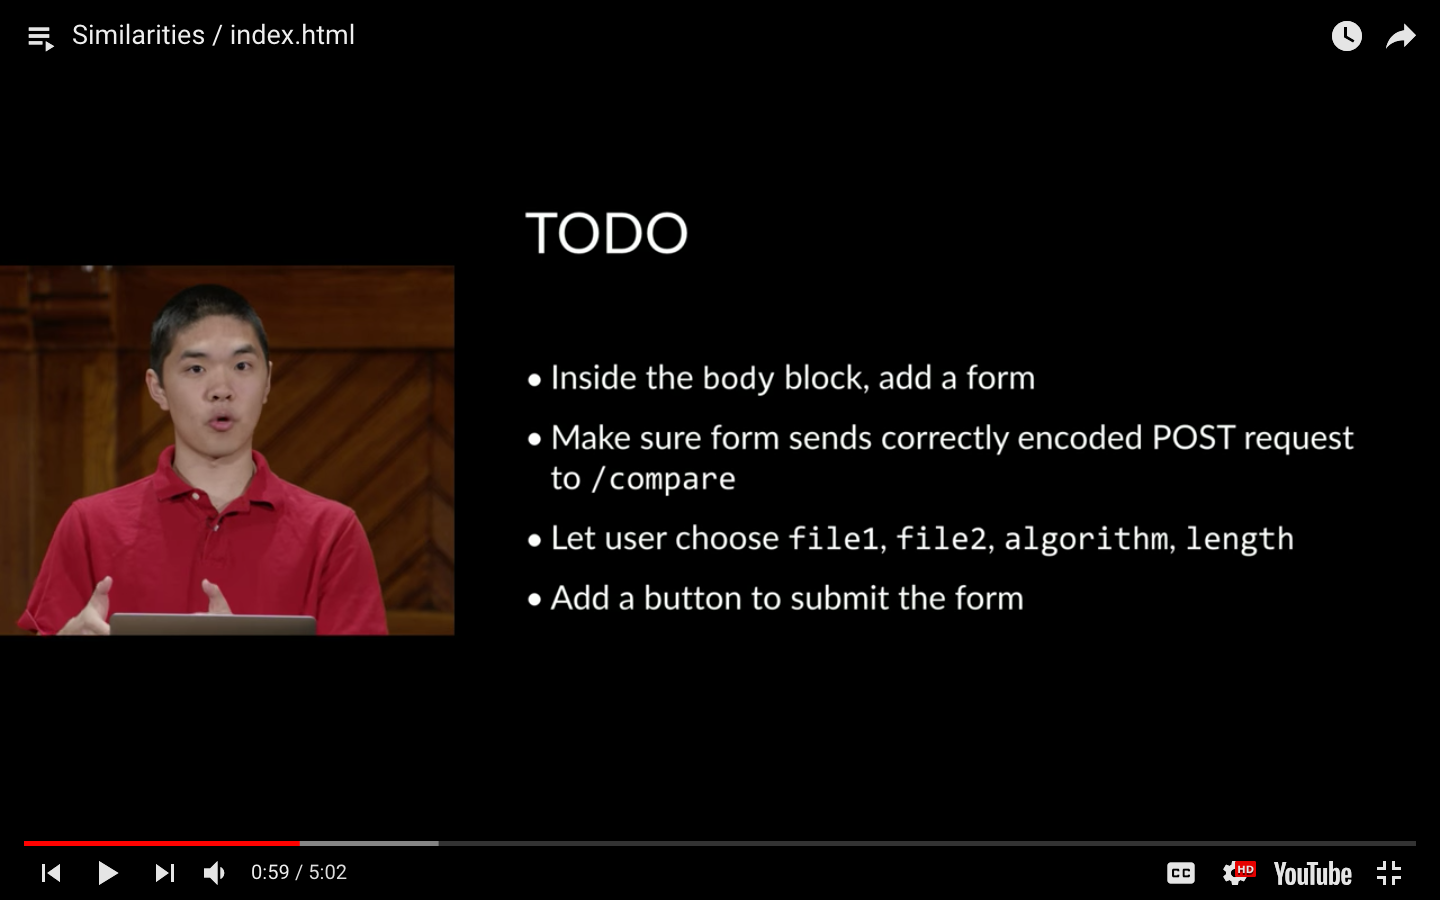 Similarities / index.html
TODO
• Inside the body block, add a form
• Make sure form sends correctly encoded POST request
to /compare
• Let user choose file1, file2, algorithm, length
• Add a button to submit the form
0:59 / 5:02
CC
HD
YouTube